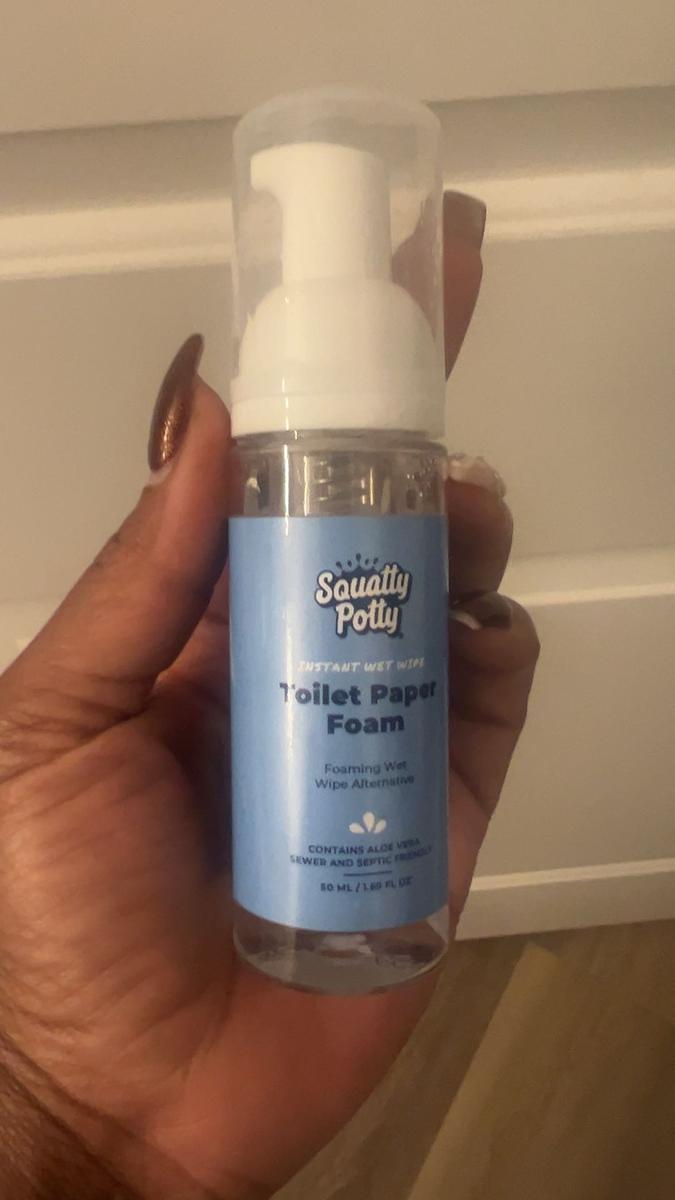 Squatty
Potty
INSTANT WET WIPE
Toilet Paper
Foam
Foaming Wet
Wipe Alternative
CONTAINS ALOE VERA
SEWER AND SEPTIC FRIENDLY
50 ML / 1.69 FL OZ